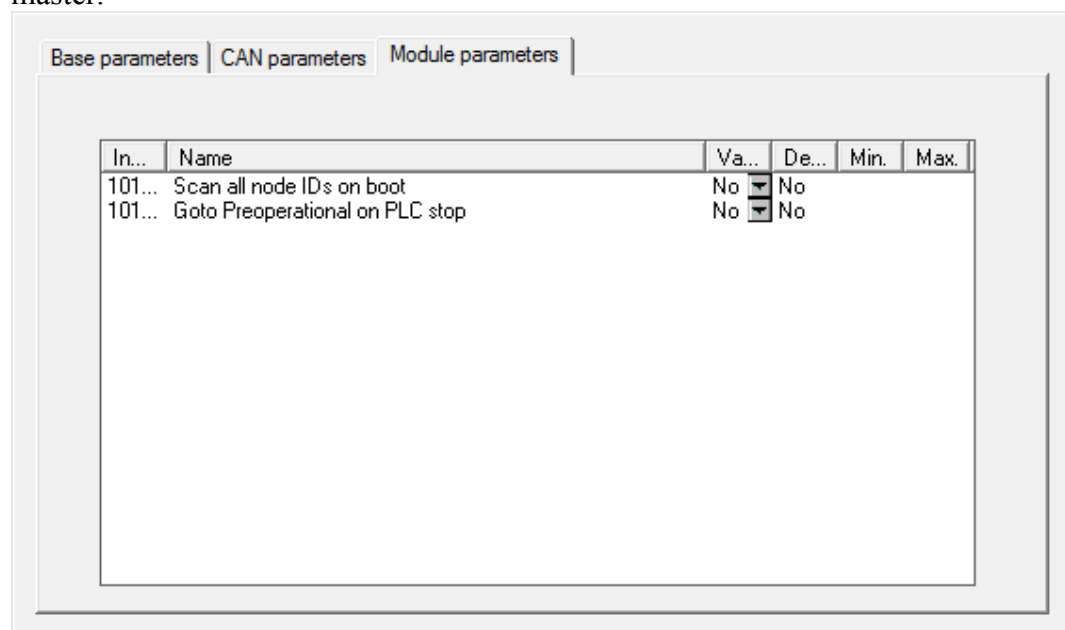 master.
Base parameters CAN parameters Module parameters
In... Name Va... De... Min. Max.
101... Scan all node IDs on boot No No
101... Goto Preoperational on PLC stop No No